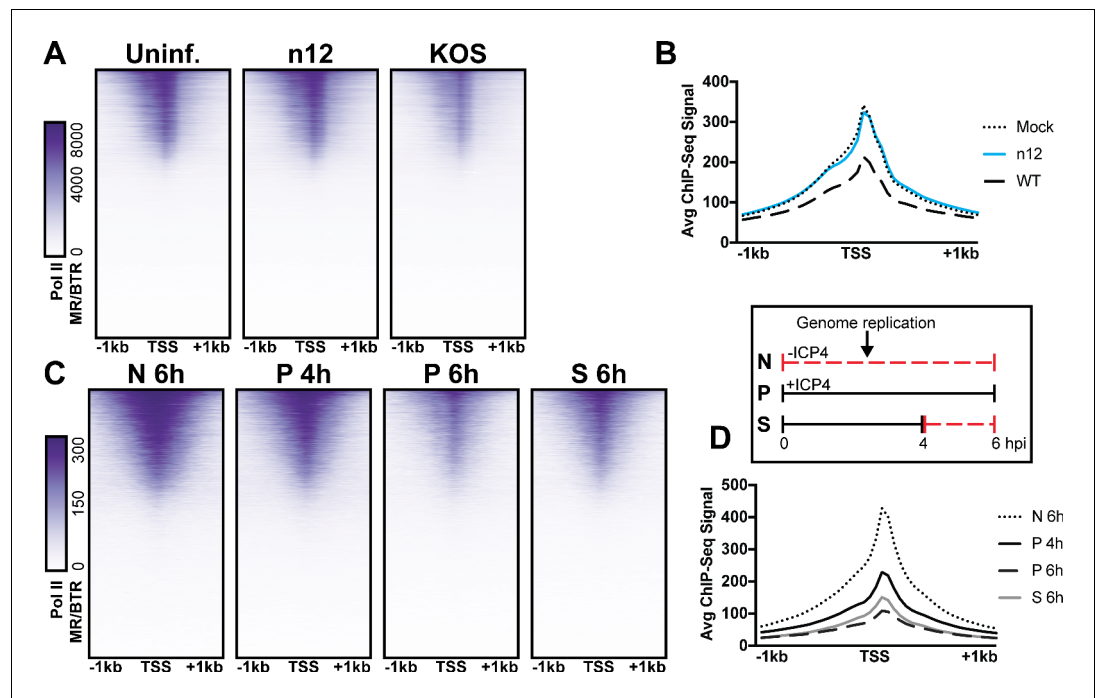 A
Uninf.
n12
KOS
8000
4000
0
Pol II
MR/BTR
-1kb TSS +1kb
-1kb TSS +1kb
-1kb TSS +1kb
B
400
300
200
100
0
Avg ChIP-Seq Signal
-1kb TSS +1kb
Mock
n12
WT
C
N 6h
P 4h
P 6h
S 6h
300
150
0
Pol II
MR/BTR
-1kb TSS +1kb
-1kb TSS +1kb
-1kb TSS +1kb
-1kb TSS +1kb
Genome replication
N -ICP4
P +ICP4
S
0 4 6 hpi
D
500
400
300
200
100
0
Avg ChIP-Seq Signal
-1kb TSS +1kb
N 6h
P 4h
P 6h
S 6h